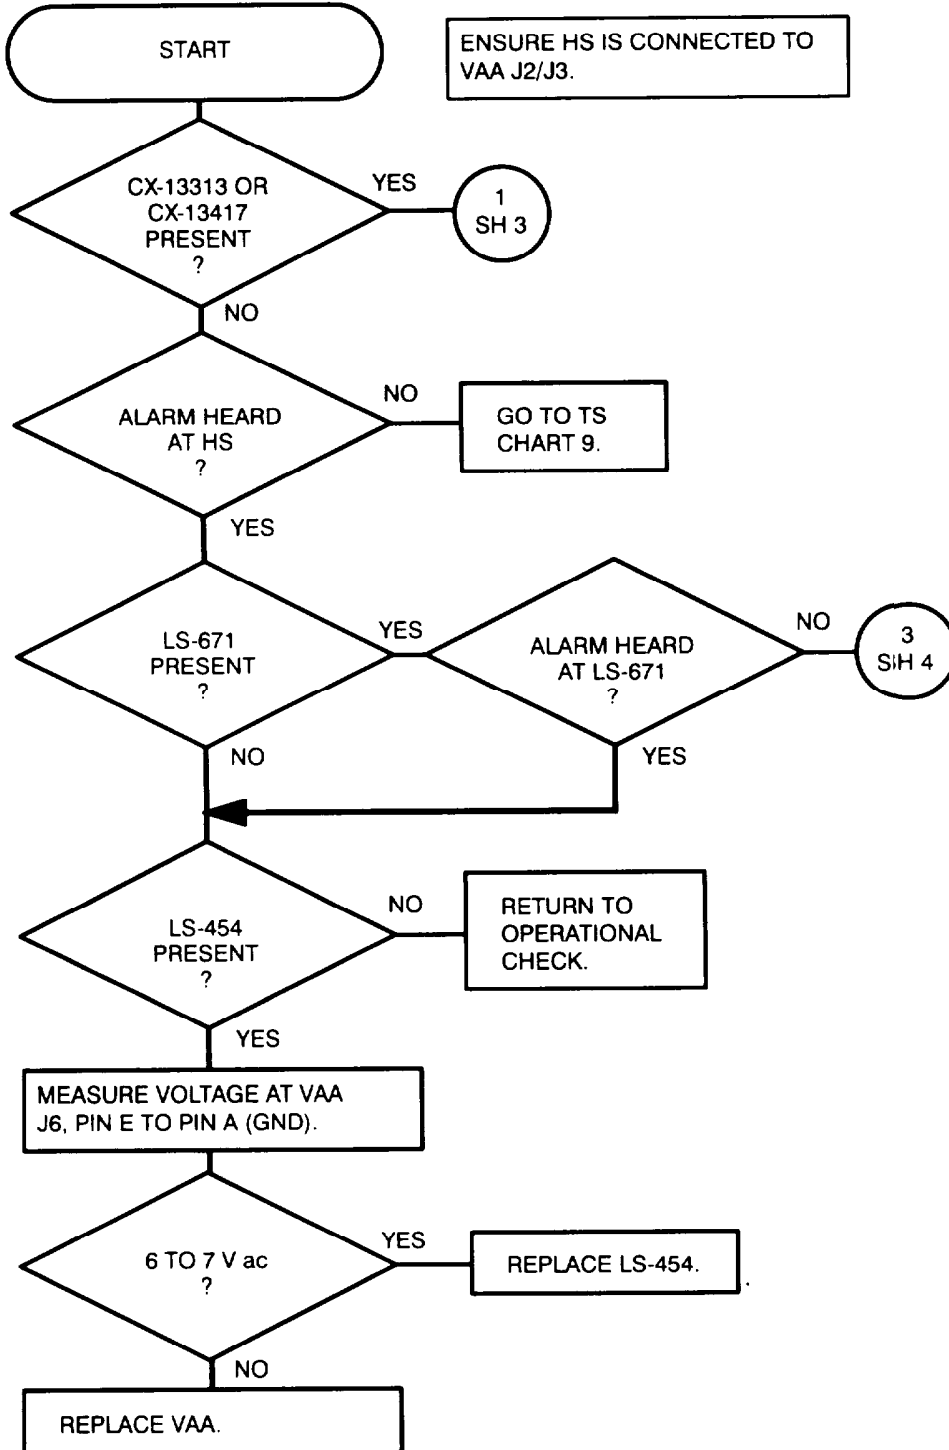 START
ENSURE HS IS CONNECTED TO
VAA J2/J3.
CX-13313 OR
CX-13417
PRESENT
?
YES
1
SH 3
NO
ALARM HEARD
AT HS
?
NO
GO TO TS
CHART 9.
YES
LS-671
PRESENT
?
YES
ALARM HEARD
AT LS-671
?
NO
3
SH 4
NO
YES
LS-454
PRESENT
?
NO
RETURN TO
OPERATIONAL
CHECK.
YES
MEASURE VOLTAGE AT VAA
J6, PIN E TO PIN A (GND).
6 TO 7 V ac
?
YES
REPLACE LS-454.
NO
REPLACE VAA.